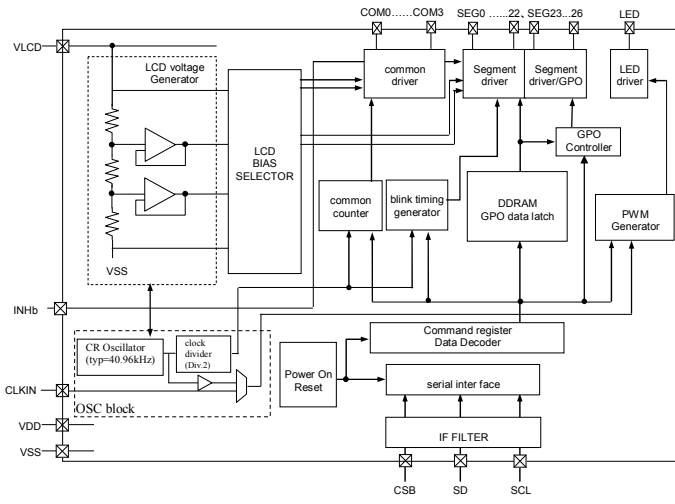 COM0……COM3
SEG0 …...22、SEG23...26
LED
VLCD
LCD voltage
Generator
LCD
BIAS
SELECTOR
common
driver
Segment
driver
Segment
driver/GPO
LED
driver
GPO
Controller
common
counter
blink timing
generator
DDRAM
GPO data latch
PWM
Generator
VSS
INHb
CR Oscillator
(typ=40.96kHz)
clock
divider
(Div.2)
OSC block
CLKIN
VDD
VSS
Power On
Reset
Command register
Data Decoder
serial inter face
IF FILTER
CSB
SD
SCL